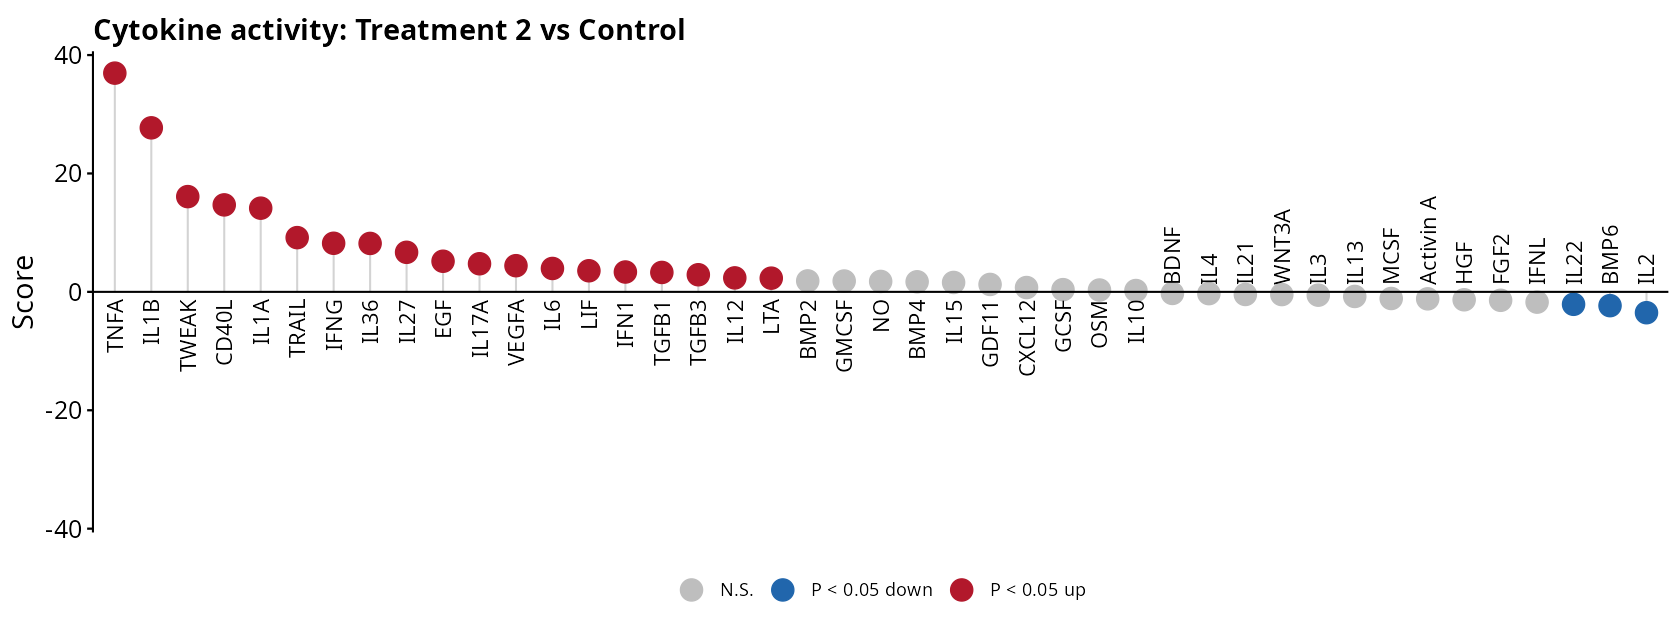 Cytokine activity: Treatment 2 vs Control
Score
40
20
0
-20
-40
TNFA
IL1B
TWEAK
CD40L
IL1A
TRAIL
IFNG
IL36
IL27
EGF
IL17A
VEGFA
IL6
LIF
IFN1
TGFB1
TGFB3
IL12
LTA
BMP2
GMCSF
NO
BMP4
IL15
GDF11
CXCL12
GCSF
OSM
IL10
BDNF
IL4
IL21
WNT3A
IL3
IL13
MCSF
Activin A
HGF
FGF2
IFNL
IL22
BMP6
IL2
N.S.
P < 0.05 down
P < 0.05 up